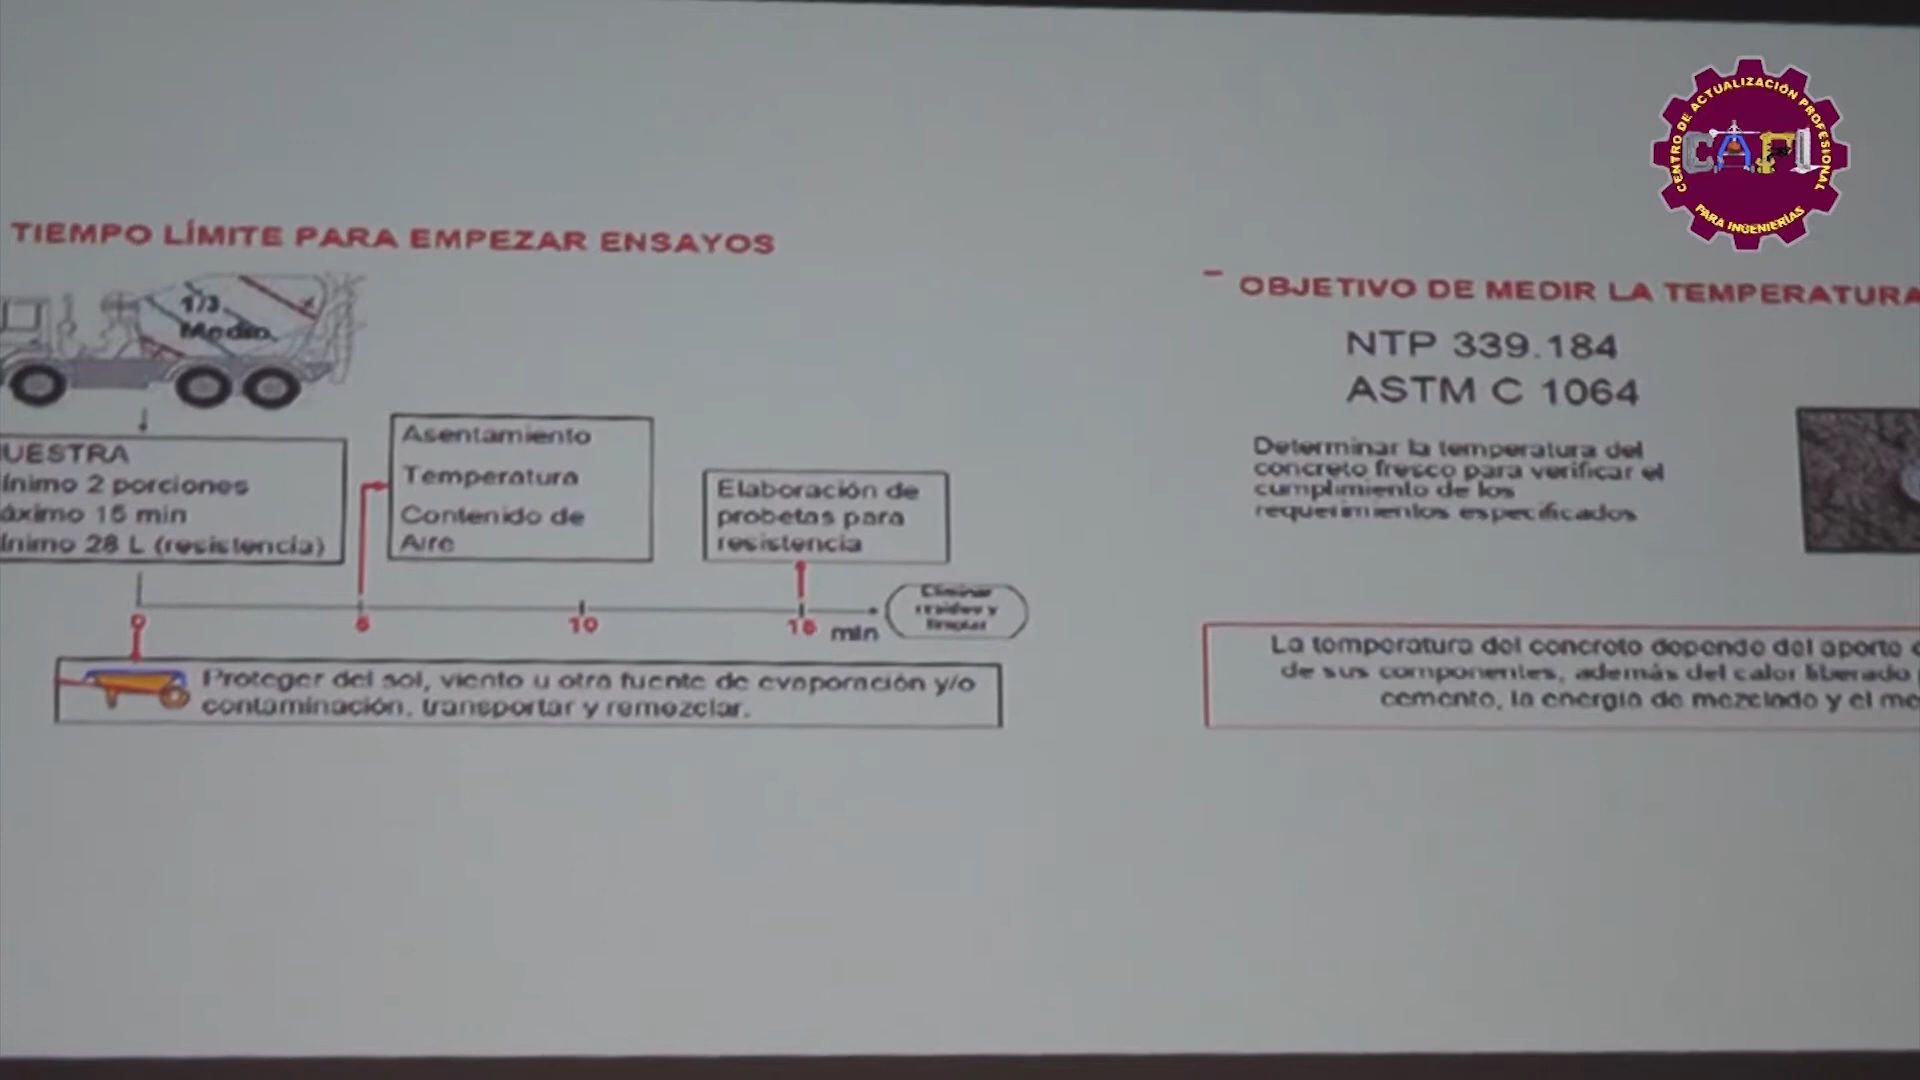 CENTRO DE ACTUALIZACIÓN PROFESIONAL
CAPI
PARA INGENIERÍAS
TIEMPO LÍMITE PARA EMPEZAR ENSAYOS
1/3
Medio
UESTRA
ínimo 2 porciones
áximo 15 min
ínimo 28 L (resistencia)
Asentamiento
Temperatura
Contenido de
Aire
Elaboración de
probetas para
resistencia
Eliminar
0 5 10 15 min
Proteger del sol, viento u otra fuente de evaporación y/o
contaminación, transportar y remezclar.
OBJETIVO DE MEDIR LA TEMPERATURA
NTP 339.184
ASTM C 1064
Determinar la temperatura del
concreto fresco para verificar el
cumplimiento de los
requerimientos especificados
La temperatura del concreto depende del aporte
de sus componentes, además del calor liberado
cemento, la energía de mezclado y el me